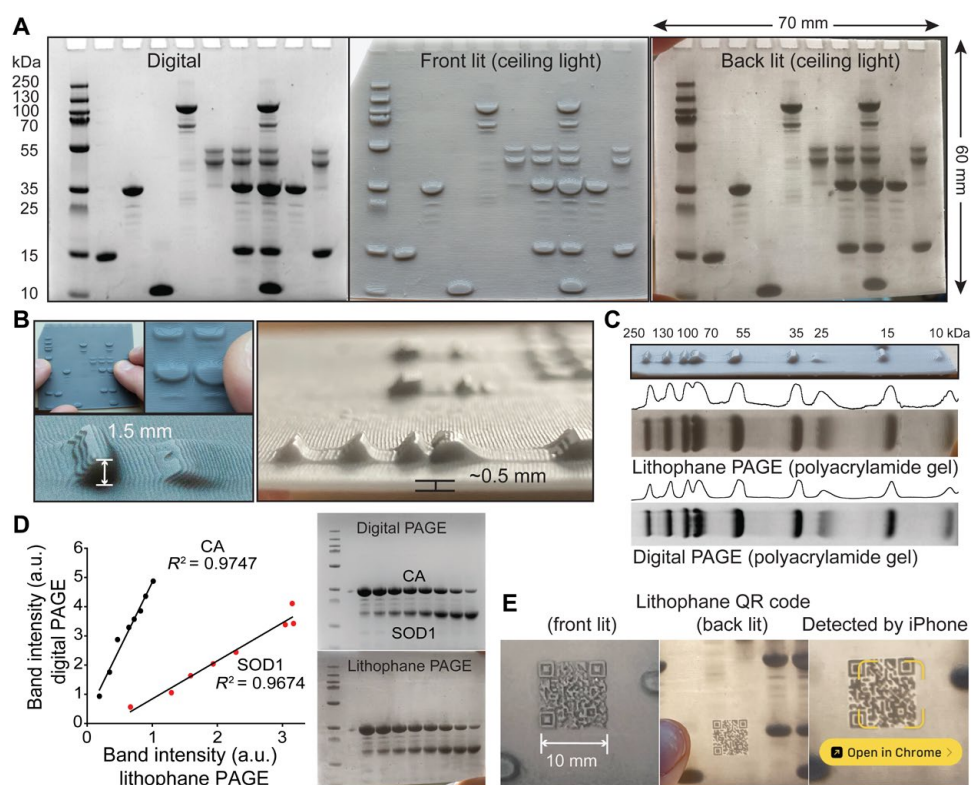 A
70 mm
kDa
250
130
100
70
55
35
25
15
10
Digital
Front lit (ceiling light)
Back lit (ceiling light)
60 mm
B
1.5 mm
~0.5 mm
C
250 130 100 70 55 35 25 15 10 kDa
Lithophane PAGE (polyacrylamide gel)
Digital PAGE (polyacrylamide gel)
D
Band intensity (a.u.)
digital PAGE
6
5
4
3
2
1
0
CA
R² = 0.9747
SOD1
R² = 0.9674
0 1 2 3
Band intensity (a.u.)
lithophane PAGE
Digital PAGE
CA
SOD1
Lithophane PAGE
E
Lithophane QR code
(front lit) (back lit) Detected by iPhone
10 mm
Open in Chrome >